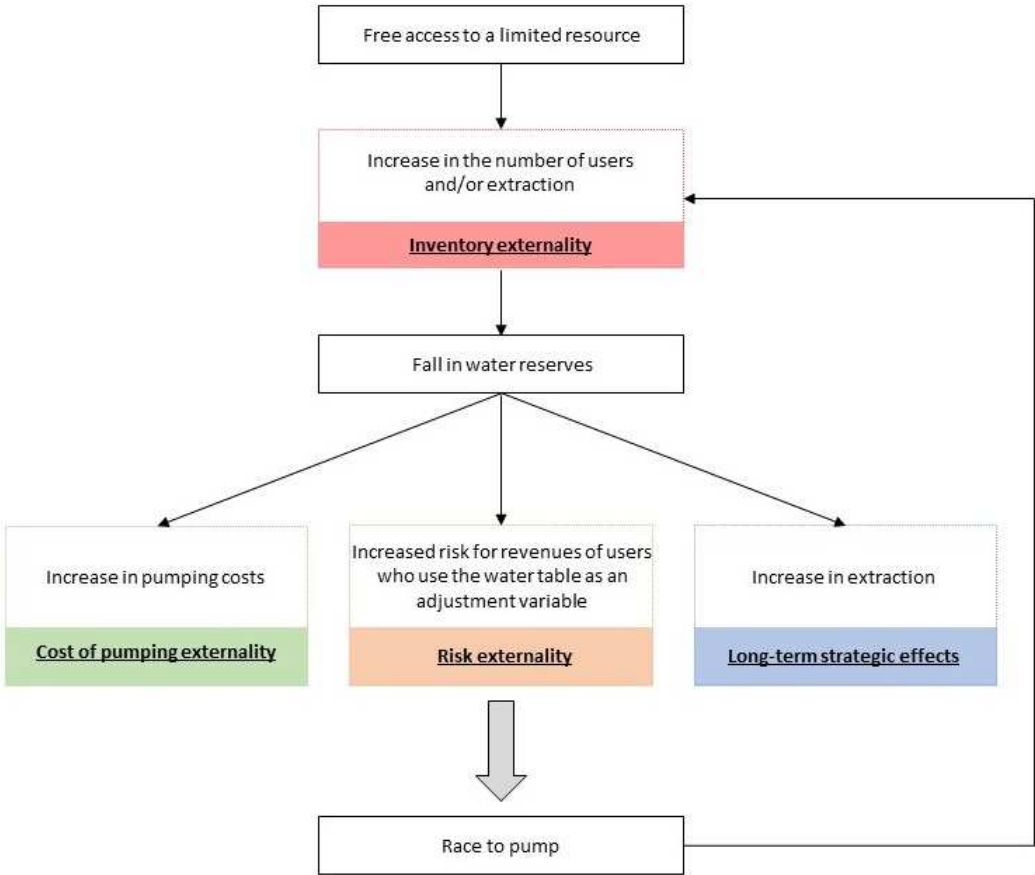 Free access to a limited resource
Increase in the number of users
and/or extraction
Inventory externality
Fall in water reserves
Increase in pumping costs
Cost of pumping externality
Increased risk for revenues of users
who use the water table as an
adjustment variable
Risk externality
Increase in extraction
Long-term strategic effects
Race to pump